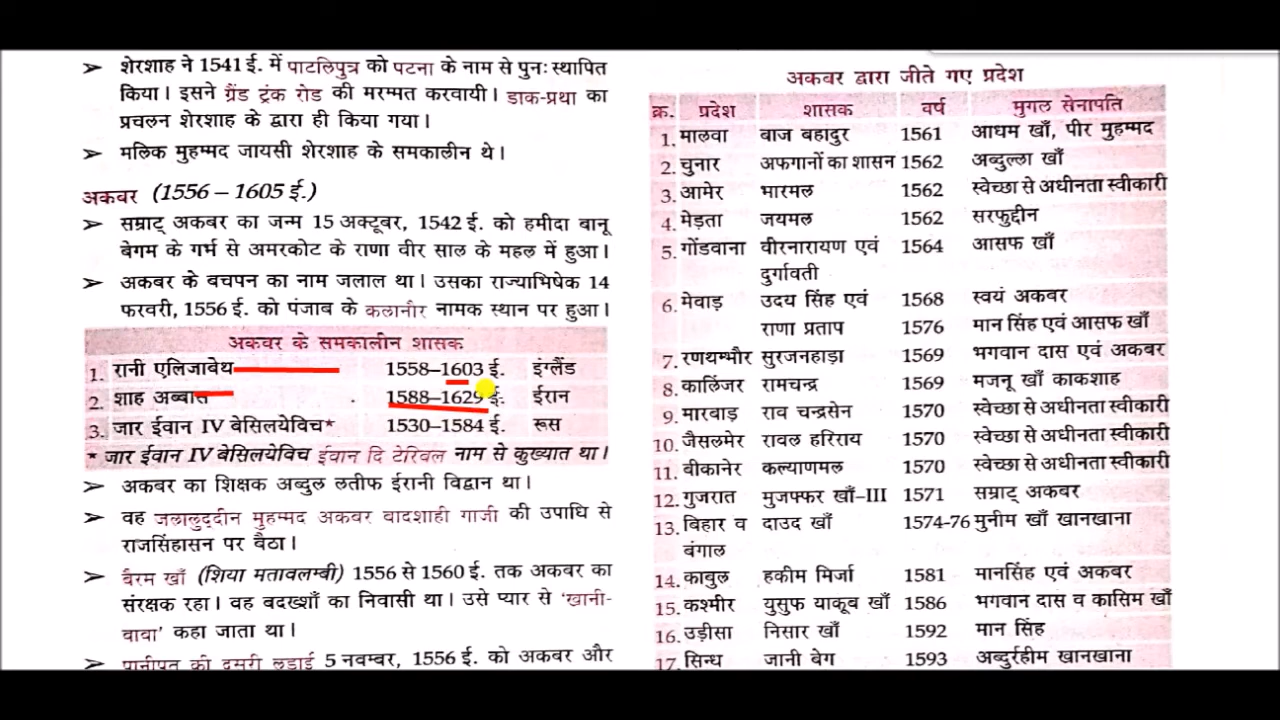 ➤ शेरशाह ने 1541 ई. में पाटलिपुत्र को पटना के नाम से पुनः स्थापित
किया। इसने ग्रैंड ट्रंक रोड की मरम्मत करवायी। डाक-प्रथा का
प्रचलन शेरशाह के द्वारा ही किया गया।
➤ मलिक मुहम्मद जायसी शेरशाह के समकालीन थे।
अकबर (1556 – 1605 ई.)
➤ सम्राट् अकबर का जन्म 15 अक्टूबर, 1542 ई. को हमीदा बानू
बेगम के गर्भ से अमरकोट के राणा वीर साल के महल में हुआ।
➤ अकबर के बचपन का नाम जलाल था। उसका राज्याभिषेक 14
फरवरी, 1556 ई. को पंजाब के कलानौर नामक स्थान पर हुआ।
अकबर के समकालीन शासक
1. रानी एलिजाबेथ 1558–1603 ई. इंग्लैंड
2. शाह अब्बास 1588–1629 ई. ईरान
3. जार ईवान IV बेसिलयेविच* 1530–1584 ई. रूस
* जार ईवान IV बेसिलयेविच ईवान दि टेरिबल नाम से कुख्यात था।
➤ अकबर का शिक्षक अब्दुल लतीफ ईरानी विद्वान था।
➤ वह जलालुद्दीन मुहम्मद अकबर बादशाही गाजी की उपाधि से
राजसिंहासन पर बैठा।
➤ बैरम खाँ (शिया मतावलम्बी) 1556 से 1560 ई. तक अकबर का
संरक्षक रहा। वह बदख्शाँ का निवासी था। उसे प्यार से 'खानी-
बाबा' कहा जाता था।
➤ पानीपत की दूसरी लड़ाई 5 नवम्बर, 1556 ई. को अकबर और
अकबर द्वारा जीते गए प्रदेश
क्र. प्रदेश शासक वर्ष मुगल सेनापति
1. मालवा बाज बहादुर 1561 आधम खाँ, पीर मुहम्मद
2. चुनार अफगानों का शासन 1562 अब्दुल्ला खाँ
3. आमेर भारमल 1562 स्वेच्छा से अधीनता स्वीकारी
4. मेड़ता जयमल 1562 सरफुद्दीन
5. गोंडवाना वीरनारायण एवं 1564 आसफ खाँ
दुर्गावती
6. मेवाड़ उदय सिंह एवं 1568 स्वयं अकबर
राणा प्रताप 1576 मान सिंह एवं आसफ खाँ
7. रणथम्भौर सुरजनहाड़ा 1569 भगवान दास एवं अकबर
8. कालिंजर रामचन्द्र 1569 मजनू खाँ काकशाह
9. मारवाड़ राव चन्द्रसेन 1570 स्वेच्छा से अधीनता स्वीकारी
10. जैसलमेर रावल हरिराय 1570 स्वेच्छा से अधीनता स्वीकारी
11. बीकानेर कल्याणमल 1570 स्वेच्छा से अधीनता स्वीकारी
12. गुजरात मुजफ्फर खाँ–III 1571 सम्राट् अकबर
13. बिहार व दाउद खाँ 1574-76 मुनीम खाँ खानखाना
बंगाल
14. काबुल हकीम मिर्जा 1581 मानसिंह एवं अकबर
15. कश्मीर युसुफ याकूब खाँ 1586 भगवान दास व कासिम खाँ
16. उड़ीसा निसार खाँ 1592 मान सिंह
17. सिन्ध जानी बेग 1593 अब्दुर्रहीम खानखाना